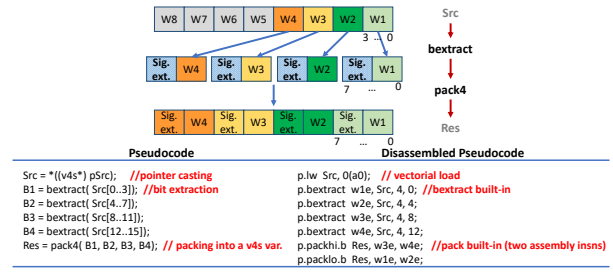 W8 W7 W6 W5 W4 W3 W2 W1
3 ... 0
Src
bextract
pack4
Res
Sig. ext. W4 Sig. ext. W3 Sig. ext. W2 Sig. ext. W1
7 ... 0
Sig. ext. W4 Sig. ext. W3 Sig. ext. W2 Sig. ext. W1
7 ... 0
Pseudocode
Src = *((v4s*) pSrc); //pointer casting
B1 = bextract( Src[0..3]); //bit extraction
B2 = bextract( Src[4..7]);
B3 = bextract( Src[8..11]);
B4 = bextract( Src[12..15]);
Res = pack4( B1, B2, B3, B4); // packing into a v4s var.
Disassembled Pseudocode
p.lw Src, 0(a0); // vectorial load
p.bextract w1e, Src, 4, 0; //bextract built-in
p.bextract w2e, Src, 4, 4;
p.bextract w3e, Src, 4, 8;
p.bextract w4e, Src, 4, 12;
p.packhi.b Res, w3e, w4e; //pack built-in (two assembly insns)
p.packlo.b Res, w1e, w2e;